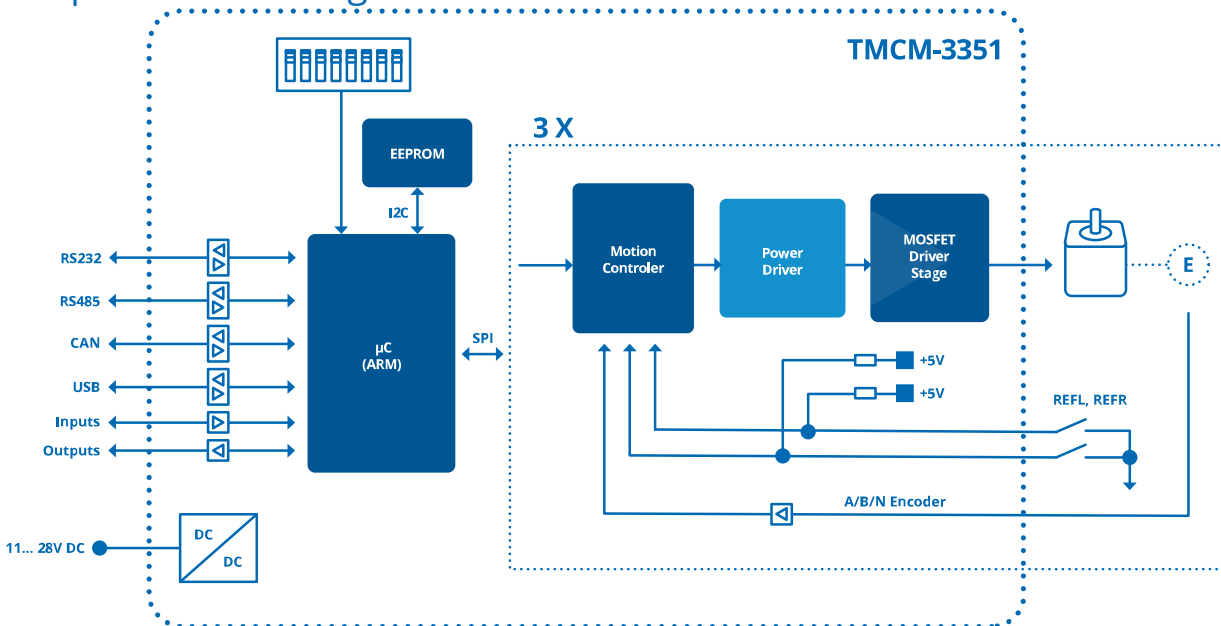 TMCM-3351
3 X
EEPROM
I2C
Motion
Controler
Power
Driver
MOSFET
Driver
Stage
E
RS232
RS485
CAN
USB
Inputs
Outputs
µC
(ARM)
SPI
+5V
+5V
REFL, REFR
A/B/N Encoder
11... 28V DC
DC
DC